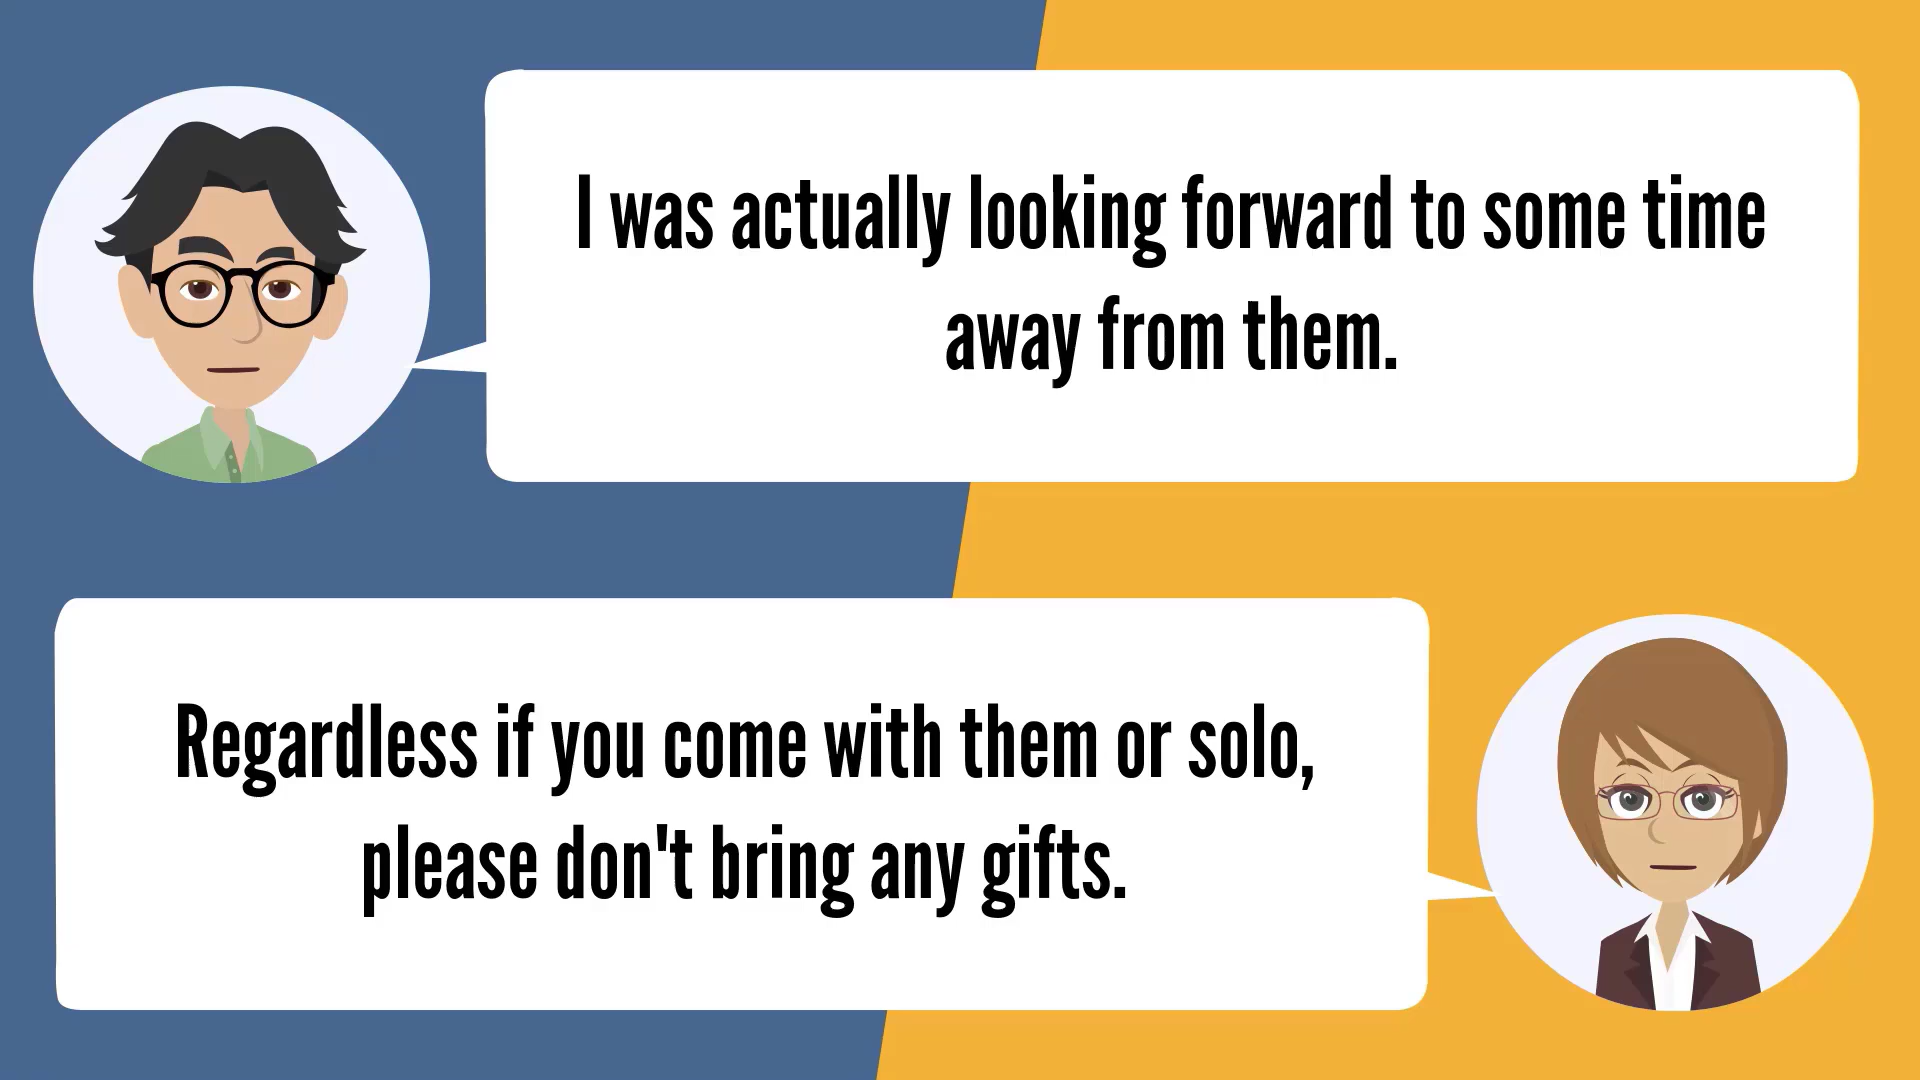 I was actually looking forward to some time
away from them.
Regardless if you come with them or solo,
please don't bring any gifts.